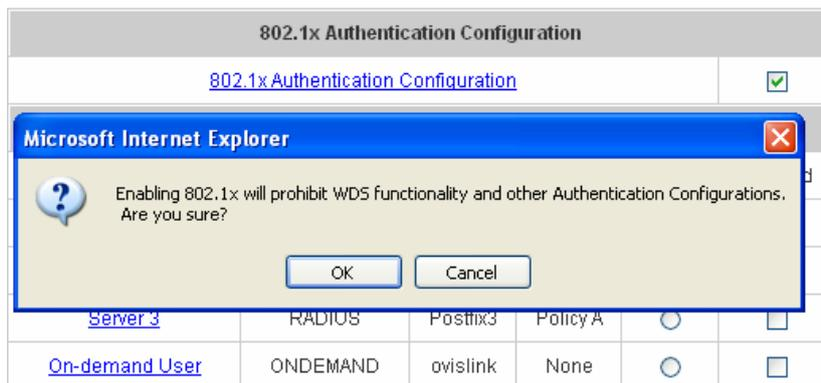 802.1x Authentication Configuration
802.1x Authentication Configuration
Microsoft Internet Explorer
Enabling 802.1x will prohibit WDS functionality and other Authentication Configurations.
Are you sure?
OK Cancel
Server 3 RADIUS Postfix3 Policy A
On-demand User ONDEMAND ovislink None